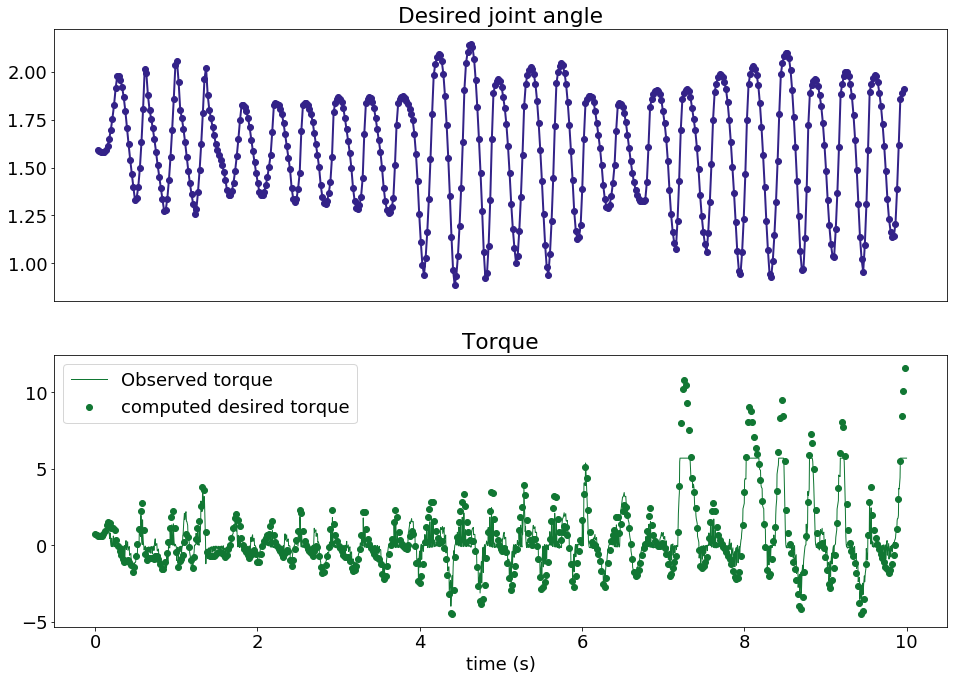 Desired joint angle
2.00
1.75
1.50
1.25
1.00
Torque
Observed torque
computed desired torque
10
5
0
−5
0 2 4 6 8 10
time (s)